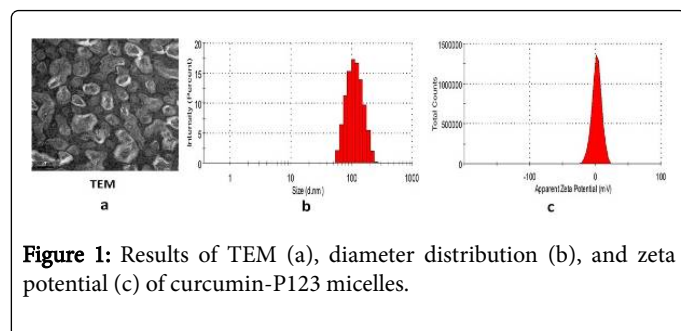 TEM
a
20
15
10
5
0
Intensity (Percent)
1
10
100
1000
Size (d.nm)
b
1500000
1000000
500000
0
Total Counts
-100
0
100
Apparent Zeta Potential (mV)
c
Figure 1: Results of TEM (a), diameter distribution (b), and zeta
potential (c) of curcumin-P123 micelles.